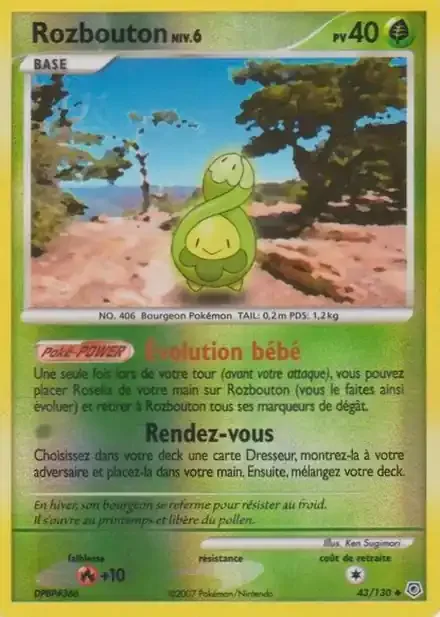 Rozbouton NIV.6 PV 40
BASE
NO. 406 Bourgeon Pokémon TAIL: 0,2m PDS: 1,2kg
Poké-POWER Évolution bébé
Une seule fois lors de votre tour (avant votre attaque), vous pouvez
placer Roselia de votre main sur Rozbouton (vous le faites ainsi
évoluer) et retirer à Rozbouton tous ses marqueurs de dégât.
Rendez-vous
Choisissez dans votre deck une carte Dresseur, montrez-la à votre
adversaire et placez-la dans votre main. Ensuite, mélangez votre deck.
En hiver, son bourgeon se referme pour résister au froid.
Il s'ouvre au printemps et libère du pollen.
Illus. Ken Sugimori
faiblesse résistance coût de retraite
+10
DPBP#366 ©2007 Pokémon/Nintendo 43/130